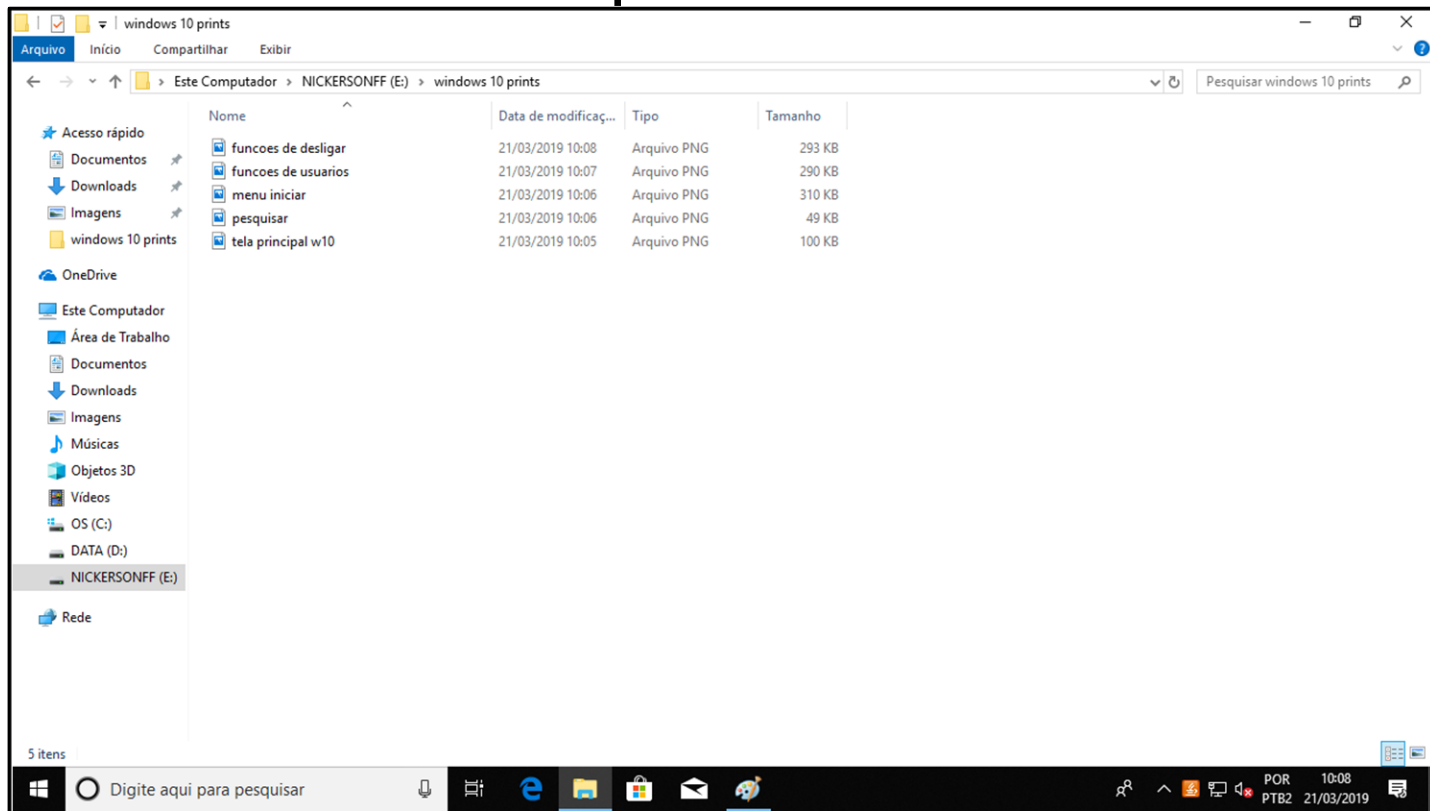 windows 10 prints
Arquivo Início Compartilhar Exibir
Este Computador > NICKERSONFF (E:) > windows 10 prints
Pesquisar windows 10 prints
Nome Data de modificaç... Tipo Tamanho
funcoes de desligar 21/03/2019 10:08 Arquivo PNG 293 KB
funcoes de usuarios 21/03/2019 10:07 Arquivo PNG 290 KB
menu iniciar 21/03/2019 10:06 Arquivo PNG 310 KB
pesquisar 21/03/2019 10:06 Arquivo PNG 49 KB
tela principal w10 21/03/2019 10:05 Arquivo PNG 100 KB
Acesso rápido
Documentos
Downloads
Imagens
windows 10 prints
OneDrive
Este Computador
Área de Trabalho
Documentos
Downloads
Imagens
Músicas
Objetos 3D
Vídeos
OS (C:)
DATA (D:)
NICKERSONFF (E:)
Rede
5 itens
Digite aqui para pesquisar
POR 10:08
PTB2 21/03/2019